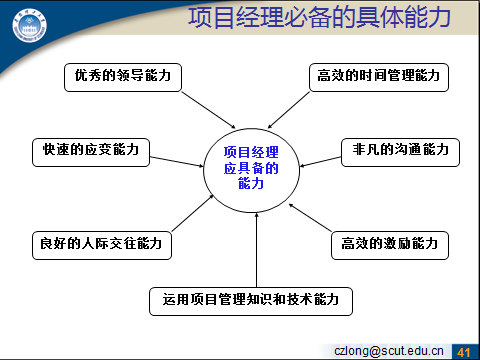 项目经理必备的具体能力
优秀的领导能力
高效的时间管理能力
快速的应变能力
项目经理
应具备的
能力
非凡的沟通能力
良好的人际交往能力
高效的激励能力
运用项目管理知识和技术能力
czlong@scut.edu.cn
41